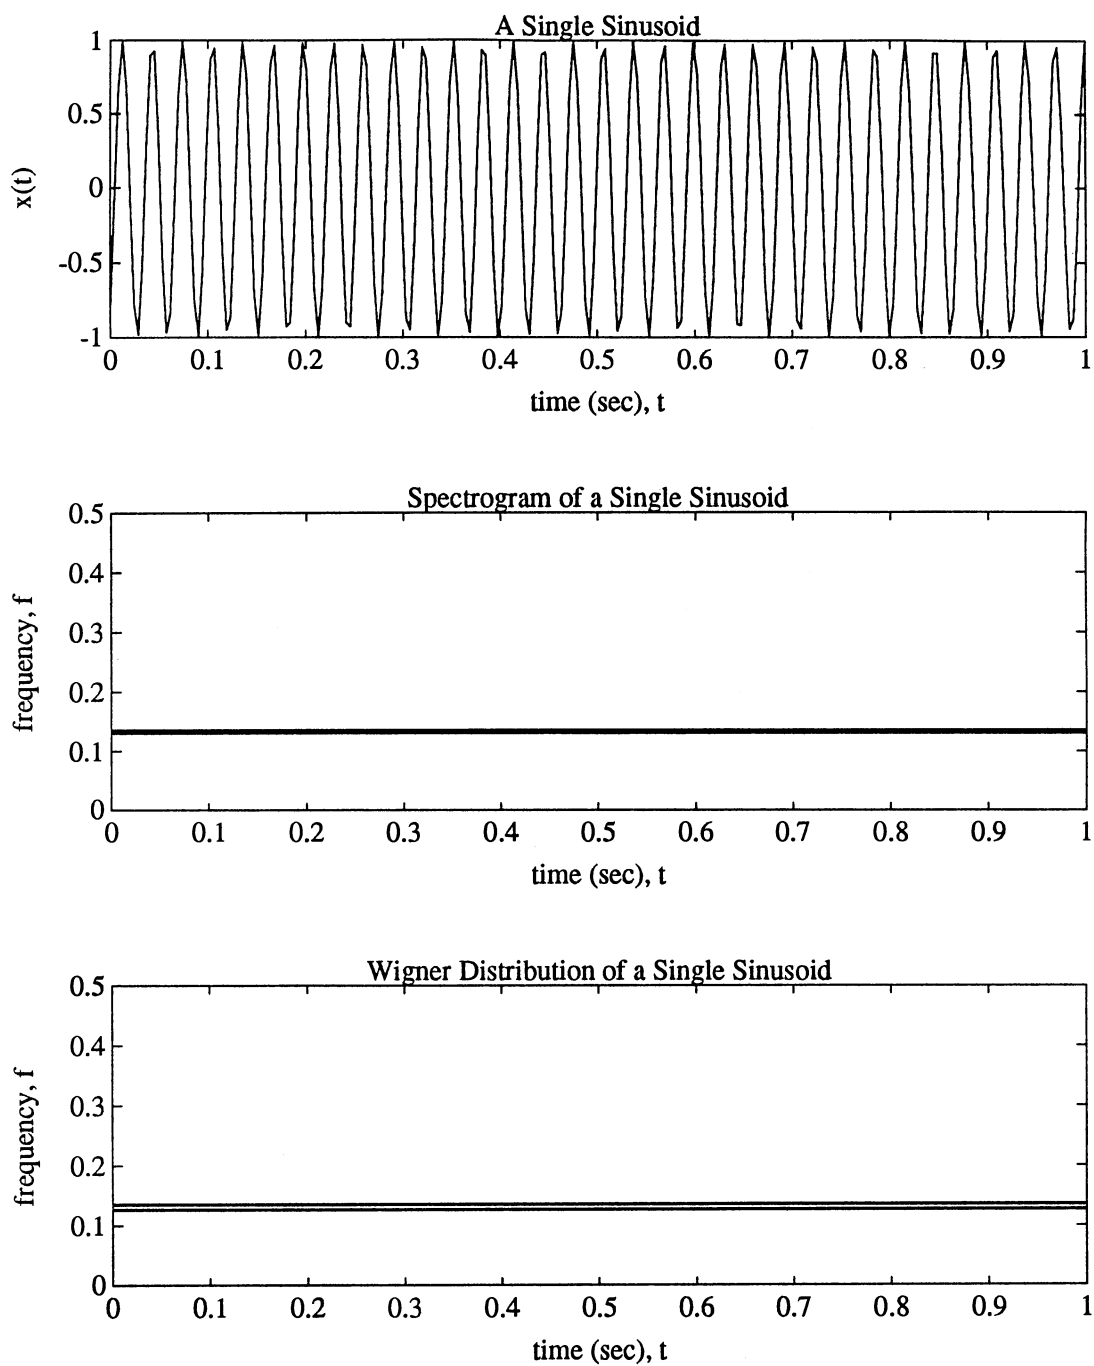 A Single Sinusoid
1
0.5
0
-0.5
-1
x(t)
0 0.1 0.2 0.3 0.4 0.5 0.6 0.7 0.8 0.9 1
time (sec), t
Spectrogram of a Single Sinusoid
0.5
0.4
0.3
0.2
0.1
0
frequency, f
0 0.1 0.2 0.3 0.4 0.5 0.6 0.7 0.8 0.9 1
time (sec), t
Wigner Distribution of a Single Sinusoid
0.5
0.4
0.3
0.2
0.1
0
frequency, f
0 0.1 0.2 0.3 0.4 0.5 0.6 0.7 0.8 0.9 1
time (sec), t